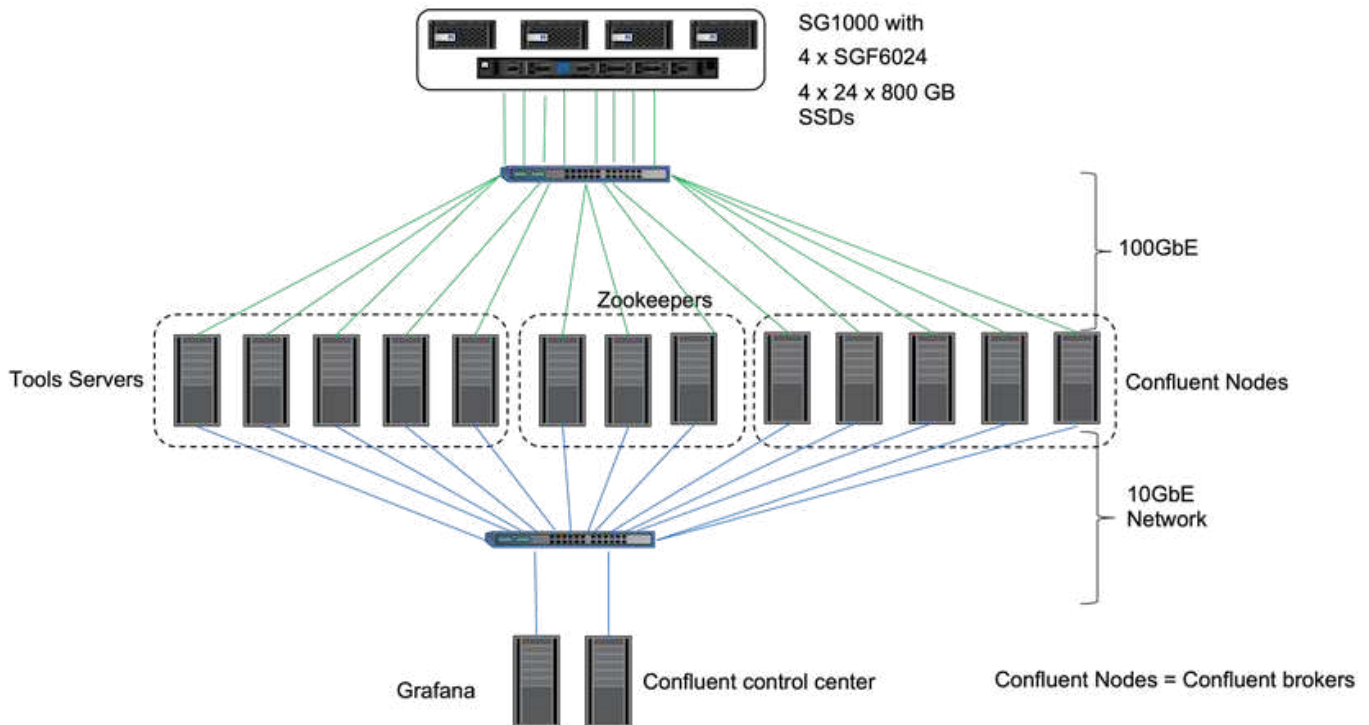 SG1000 with
4 x SGF6024
4 x 24 x 800 GB
SSDs
100GbE
Zookeepers
Tools Servers
Confluent Nodes
10GbE
Network
Grafana
Confluent control center
Confluent Nodes = Confluent brokers